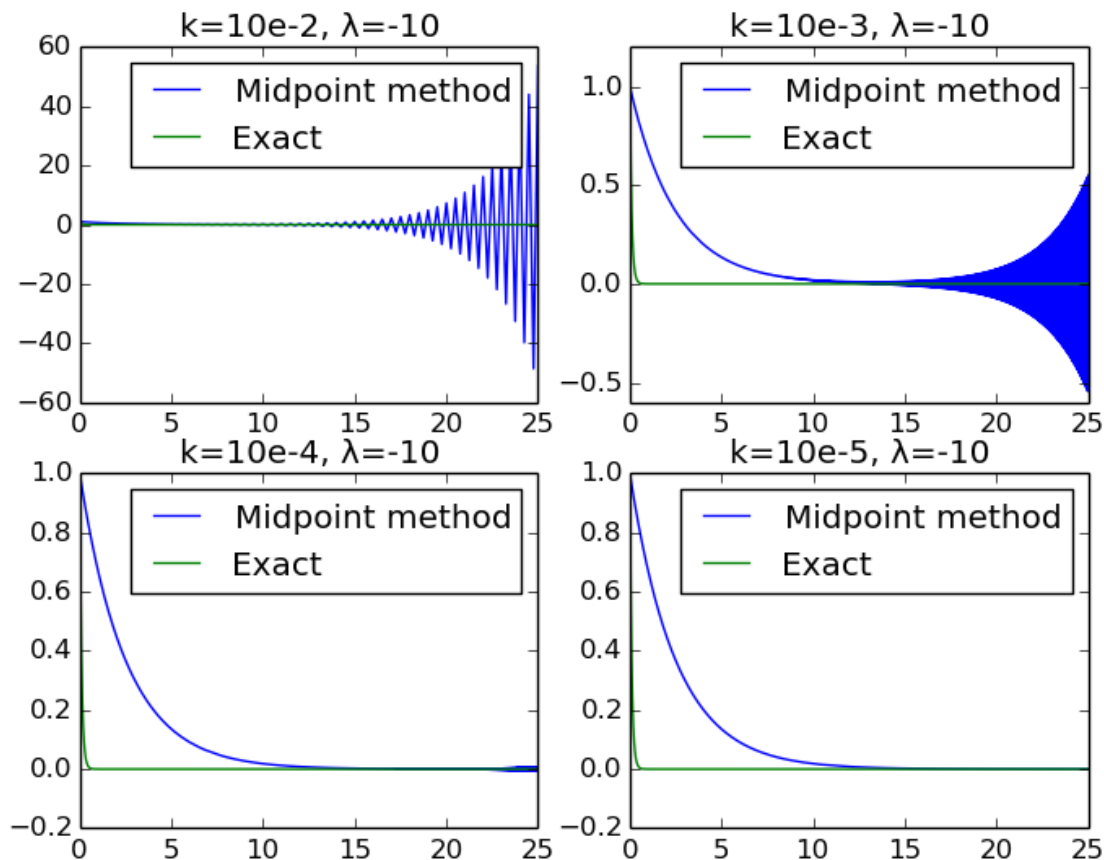 k=10e-2, λ=-10
60
40
20
0
−20
−40
−60
Midpoint method
Exact
0 5 10 15 20 25
k=10e-3, λ=-10
1.0
0.5
0.0
−0.5
Midpoint method
Exact
0 5 10 15 20 25
k=10e-4, λ=-10
1.0
0.8
0.6
0.4
0.2
0.0
−0.2
Midpoint method
Exact
0 5 10 15 20 25
k=10e-5, λ=-10
1.0
0.8
0.6
0.4
0.2
0.0
−0.2
Midpoint method
Exact
0 5 10 15 20 25